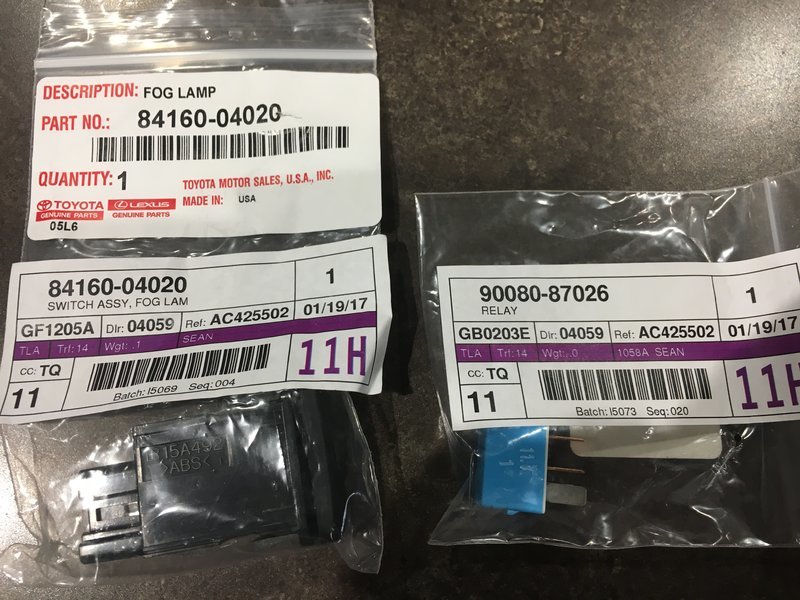 DESCRIPTION: FOG LAMP
PART NO.: 84160-04020
QUANTITY: 1
TOYOTA MOTOR SALES, U.S.A., INC.
MADE IN: USA
TOYOTA LEXUS
GENUINE PARTS GENUINE PARTS
05L6
84160-04020 1
SWITCH ASSY, FOG LAM
GF1205A Dlr: 04059 Ref: AC425502 01/19/17
TLA Trf: 14 Wgt: .1 SEAN
CC: TQ 11H
11 Batch: I5069 Seq: 004
15A492
>ABS<
90080-87026 1
RELAY
GB0203E Dlr: 04059 Ref: AC425502 01/19/17
TLA Trf: 14 Wgt: .0 1058A SEAN
CC: TQ 11H
11 Batch: I5073 Seq: 020